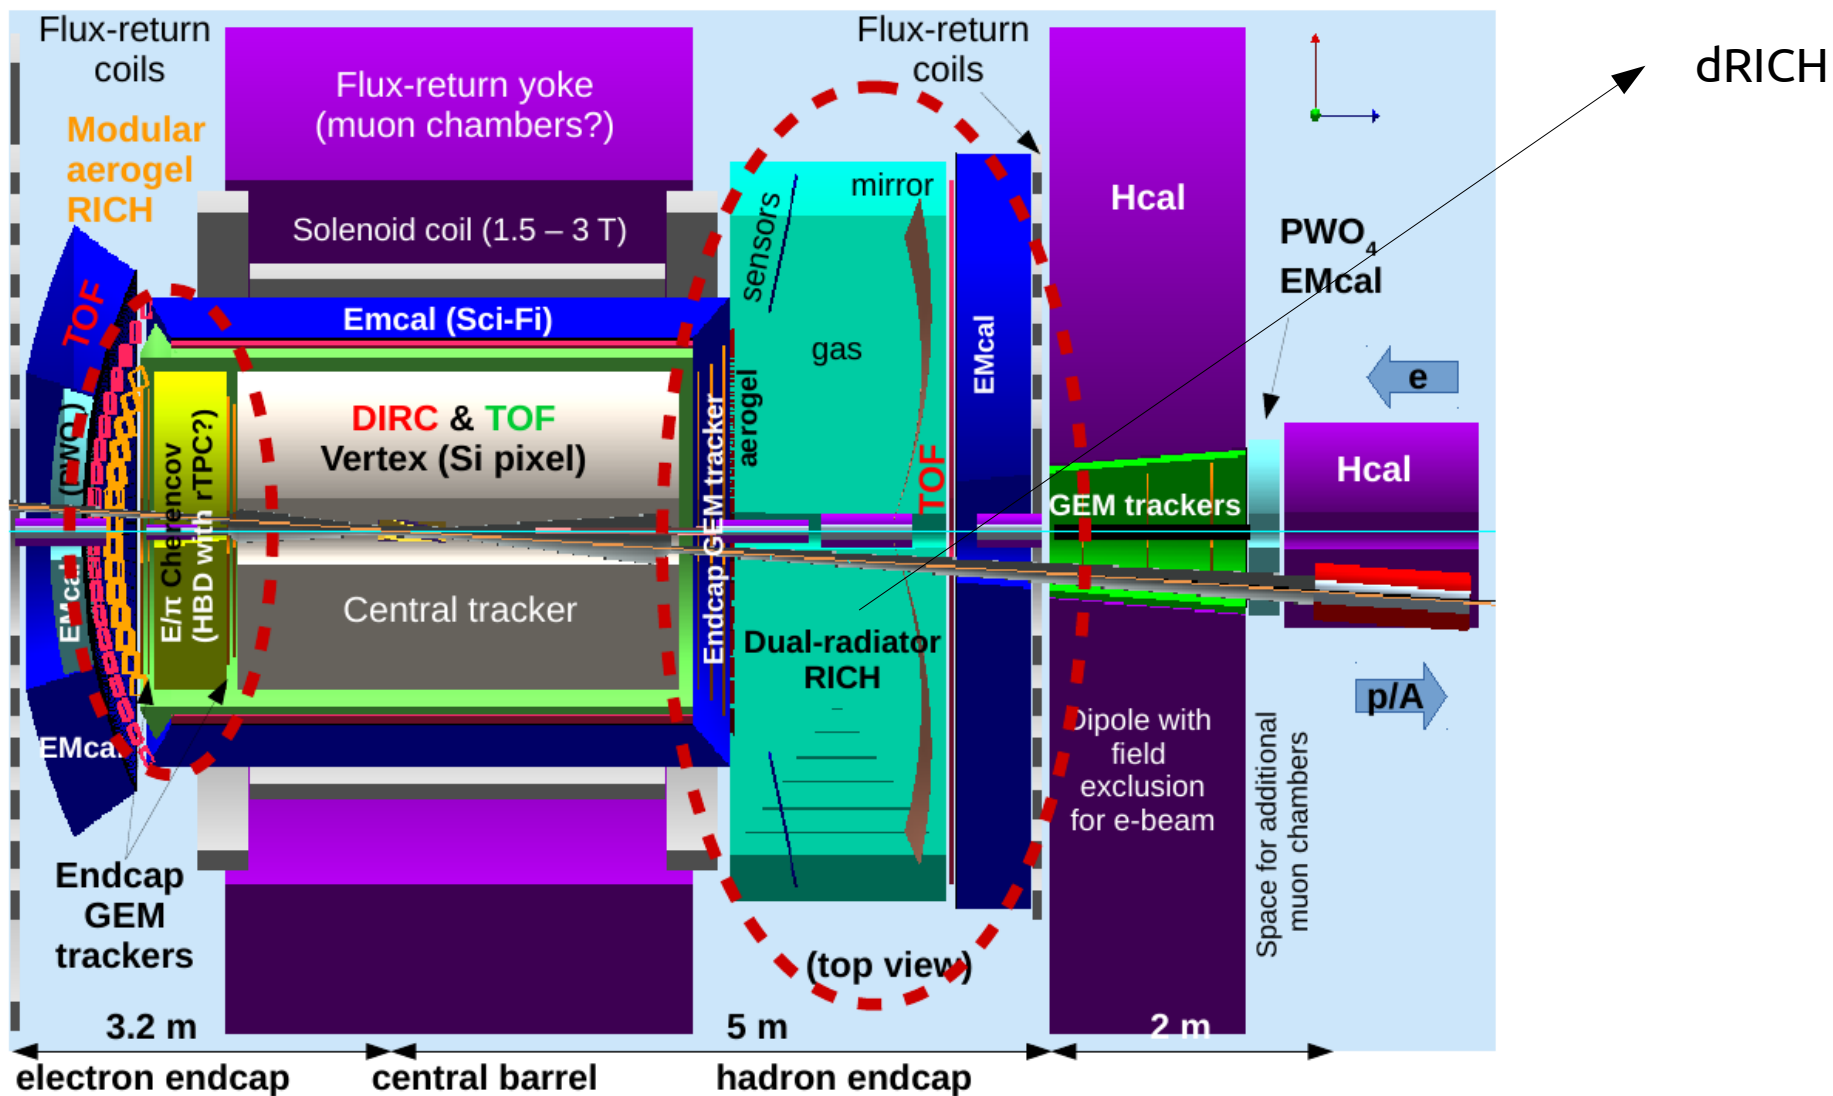 Flux-return
coils
Flux-return yoke
(muon chambers?)
Flux-return
coils
dRICH
Modular
aerogel
RICH
Solenoid coil (1.5 – 3 T)
sensors
mirror
Hcal
PWO4
EMcal
TOF
Emcal (Sci-Fi)
gas
EMcal
e
DIRC & TOF
Vertex (Si pixel)
aerogel
Endcap GEM tracker
TOF
Hcal
(PWO)
EMcal
E/π Cherencov
(HBD with rTPC?)
GEM trackers
Central tracker
Dual-radiator
RICH
p/A
Dipole with
field
exclusion
for e-beam
Space for additional
muon chambers
EMcal
Endcap
GEM
trackers
(top view)
3.2 m
5 m
2 m
electron endcap
central barrel
hadron endcap